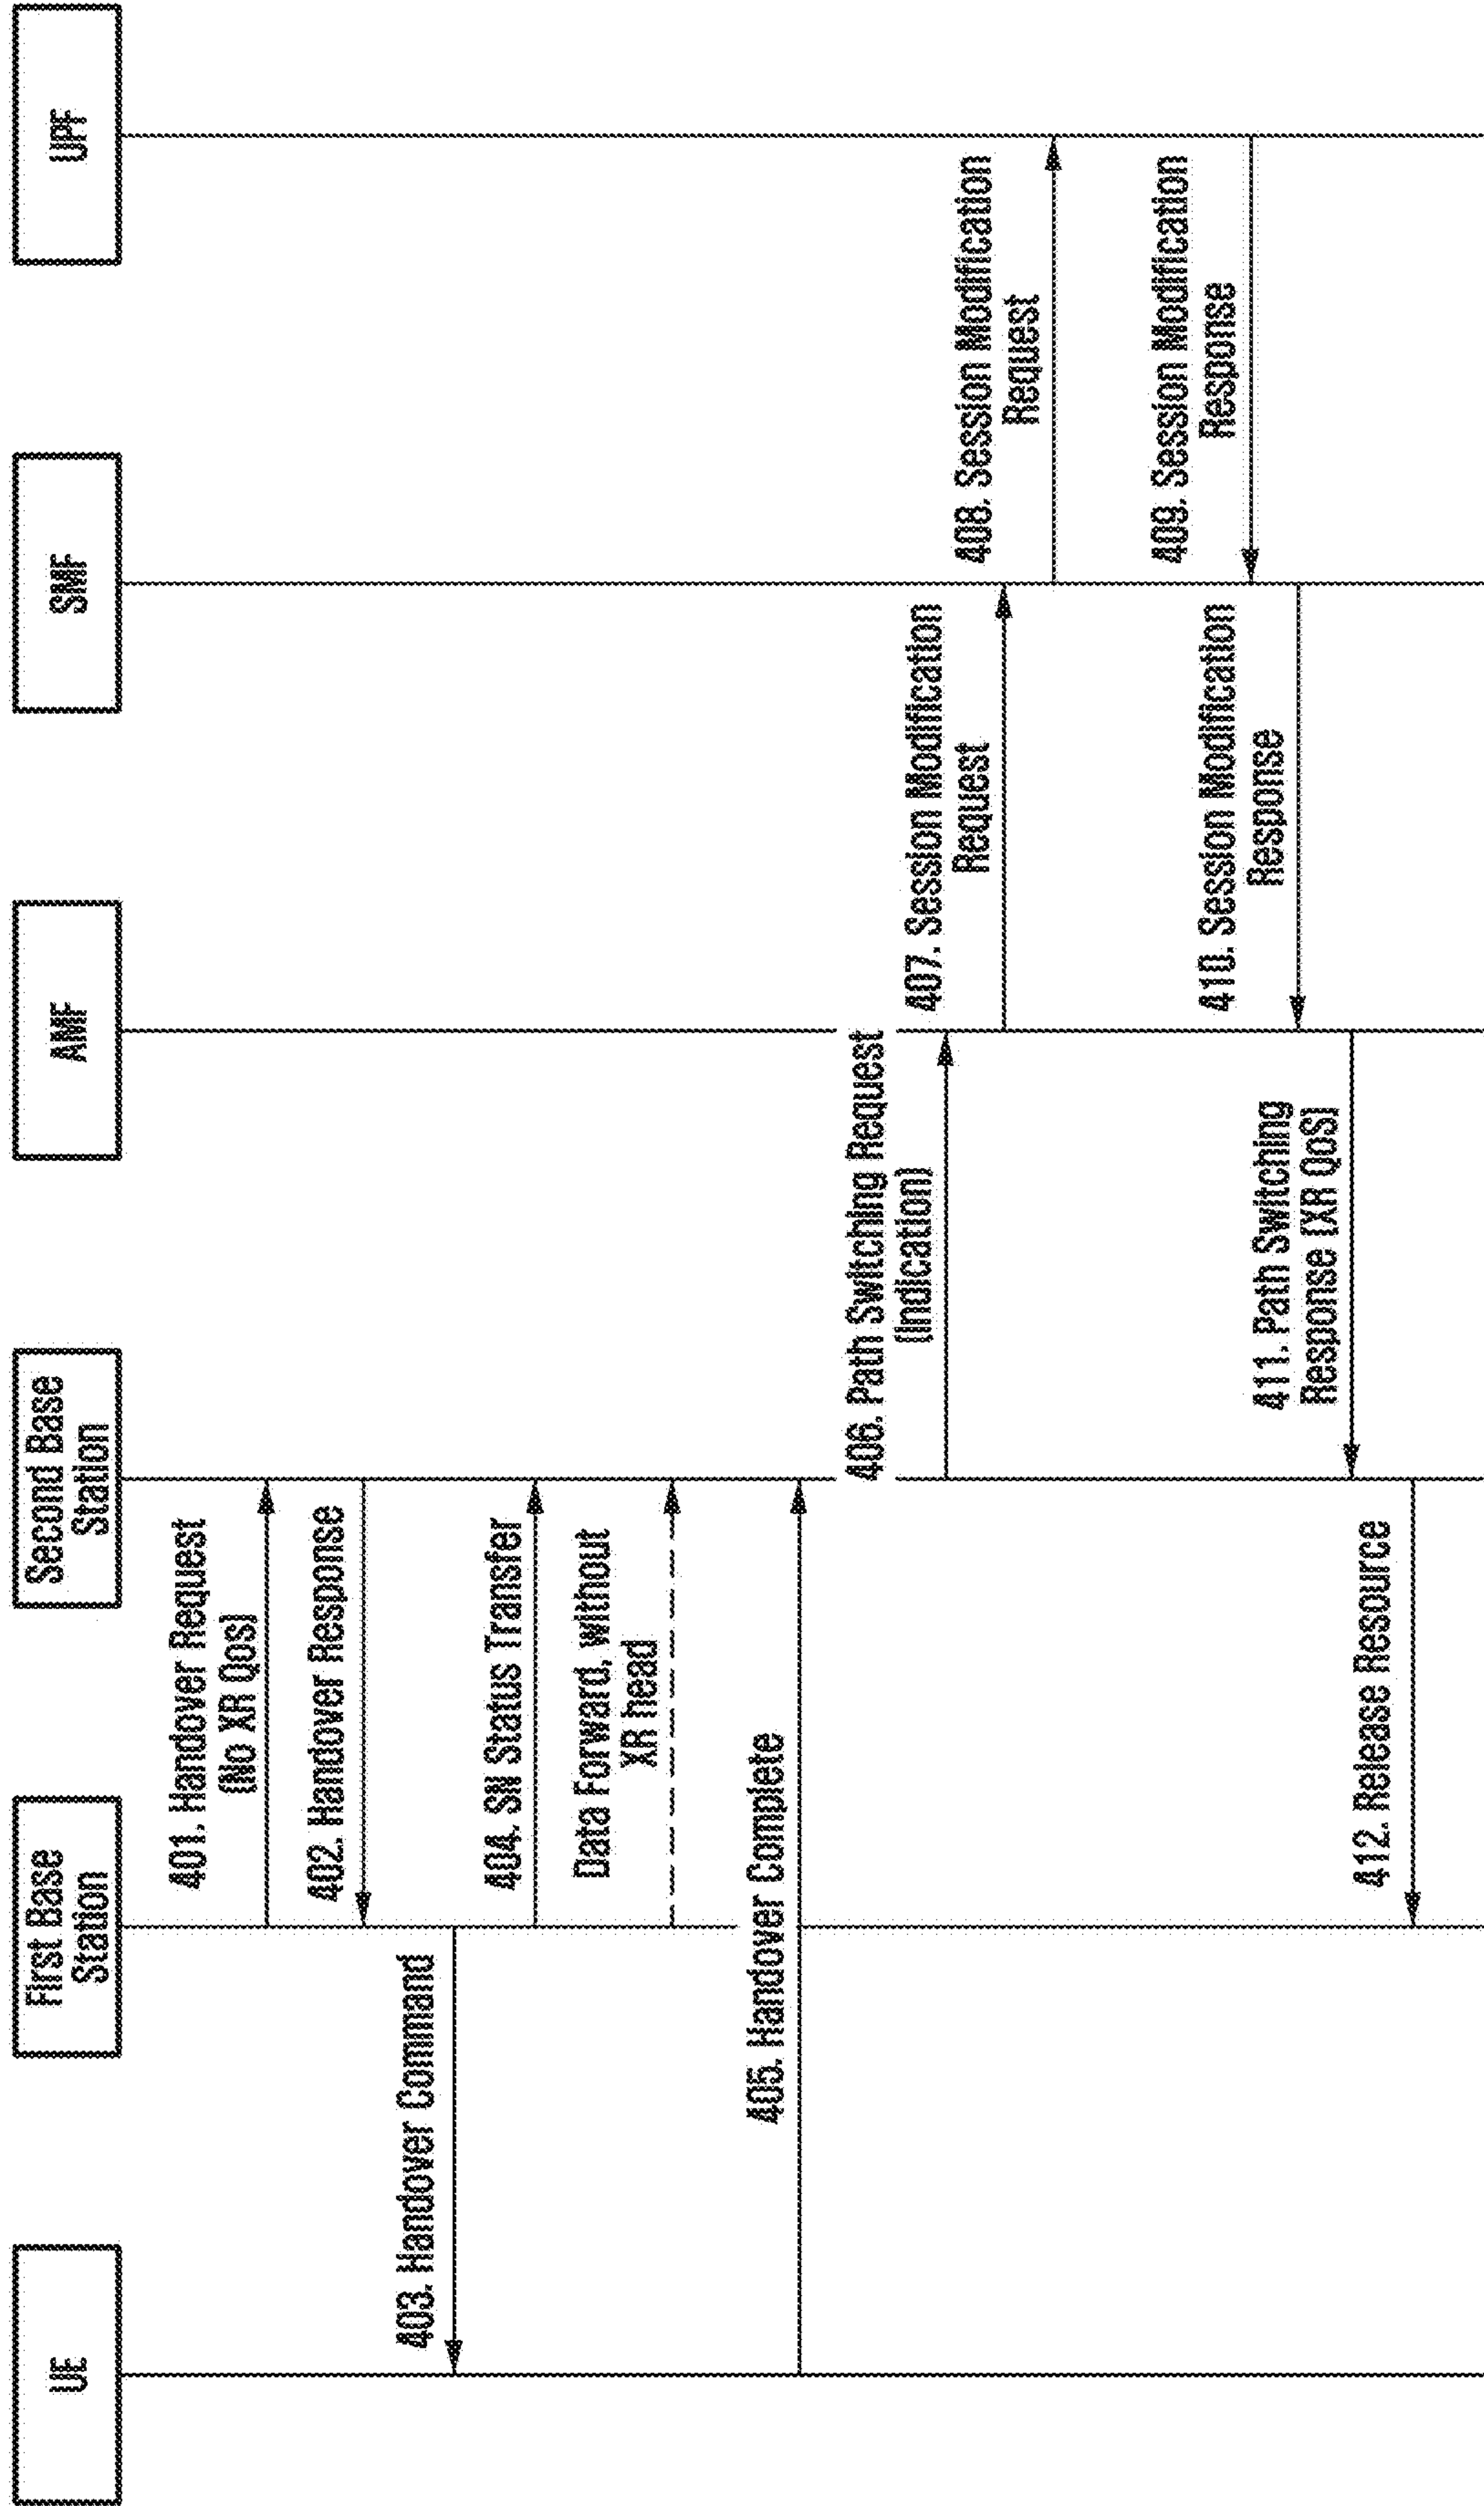 UE
First Base
Station
Second Base
Station
AMF
SMF
UPF
401. Handover Request
(No XR Qos)
402. Handover Response
403. Handover Command
404. SN Status Transfer
Data Forward, without
XR head
405. Handover Complete
406. Path Switching Request
(Indication)
407. Session Modification
Request
408. Session Modification
Request
409. Session Modification
Response
410. Session Modification
Response
411. Path Switching
Response (XR QoS)
412. Release Resource